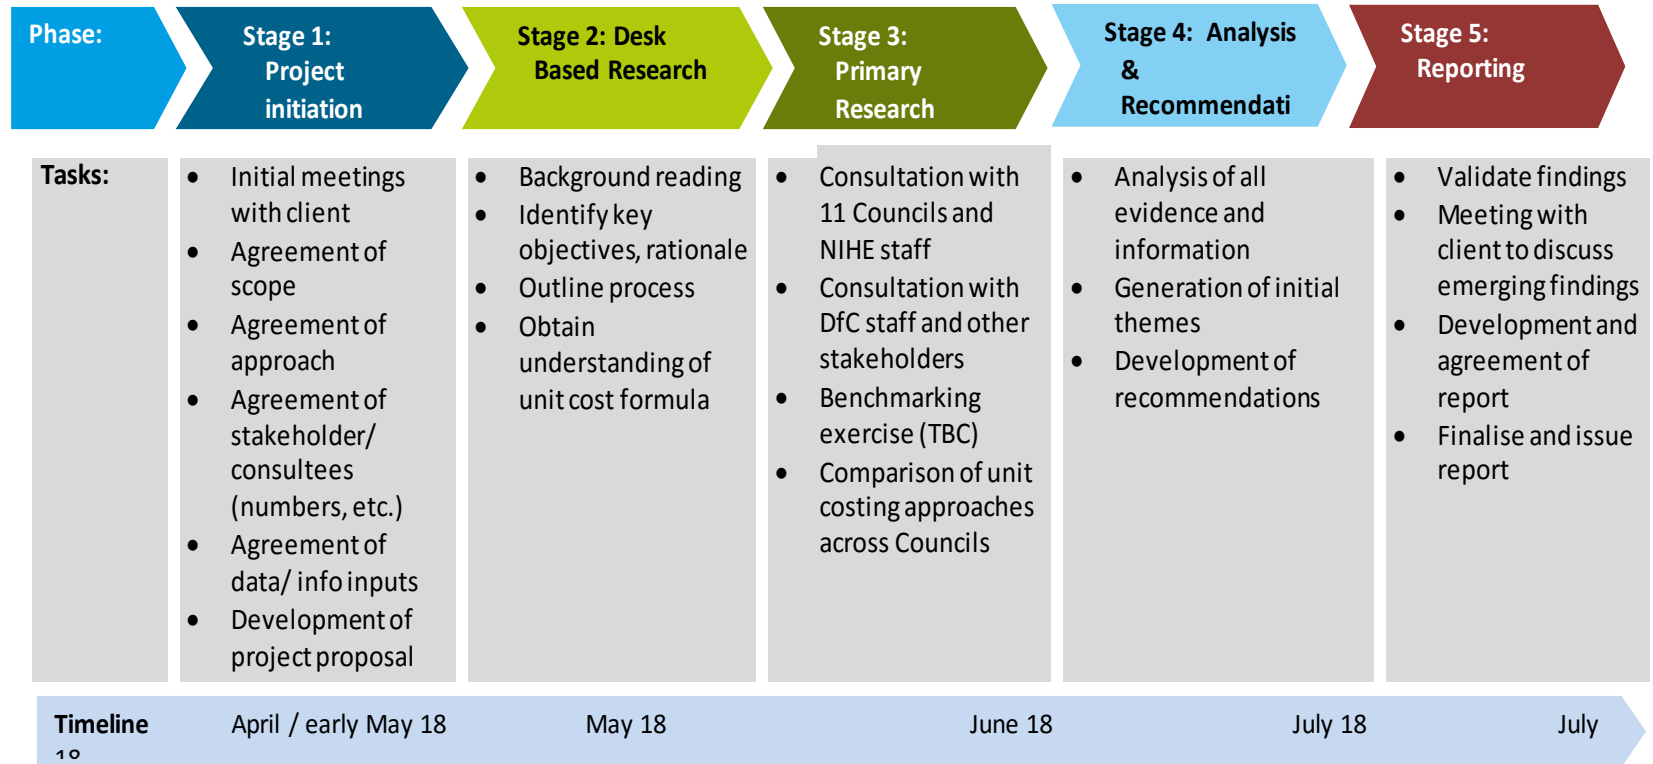 Phase:
Stage 1:
Project
initiation
Stage 2: Desk
Based Research
Stage 3:
Primary
Research
Stage 4: Analysis
&
Recommendati
Stage 5:
Reporting
Tasks:
• Initial meetings
with client
• Agreement of
scope
• Agreement of
approach
• Agreement of
stakeholder/
consultees
(numbers, etc.)
• Agreement of
data/ info inputs
• Development of
project proposal
• Background reading
• Identify key
objectives, rationale
• Outline process
• Obtain
understanding of
unit cost formula
• Consultation with
11 Councils and
NIHE staff
• Consultation with
DfC staff and other
stakeholders
• Benchmarking
exercise (TBC)
• Comparison of unit
costing approaches
across Councils
• Analysis of all
evidence and
information
• Generation of initial
themes
• Development of
recommendations
• Validate findings
• Meeting with
client to discuss
emerging findings
• Development and
agreement of
report
• Finalise and issue
report
Timeline April / early May 18 May 18 June 18 July 18 July
18